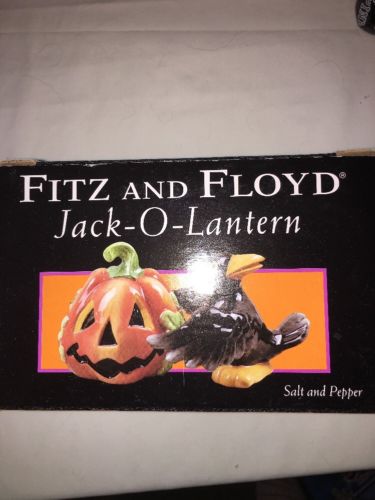 FITZ AND FLOYD®
Jack-O-Lantern
Salt and Pepper